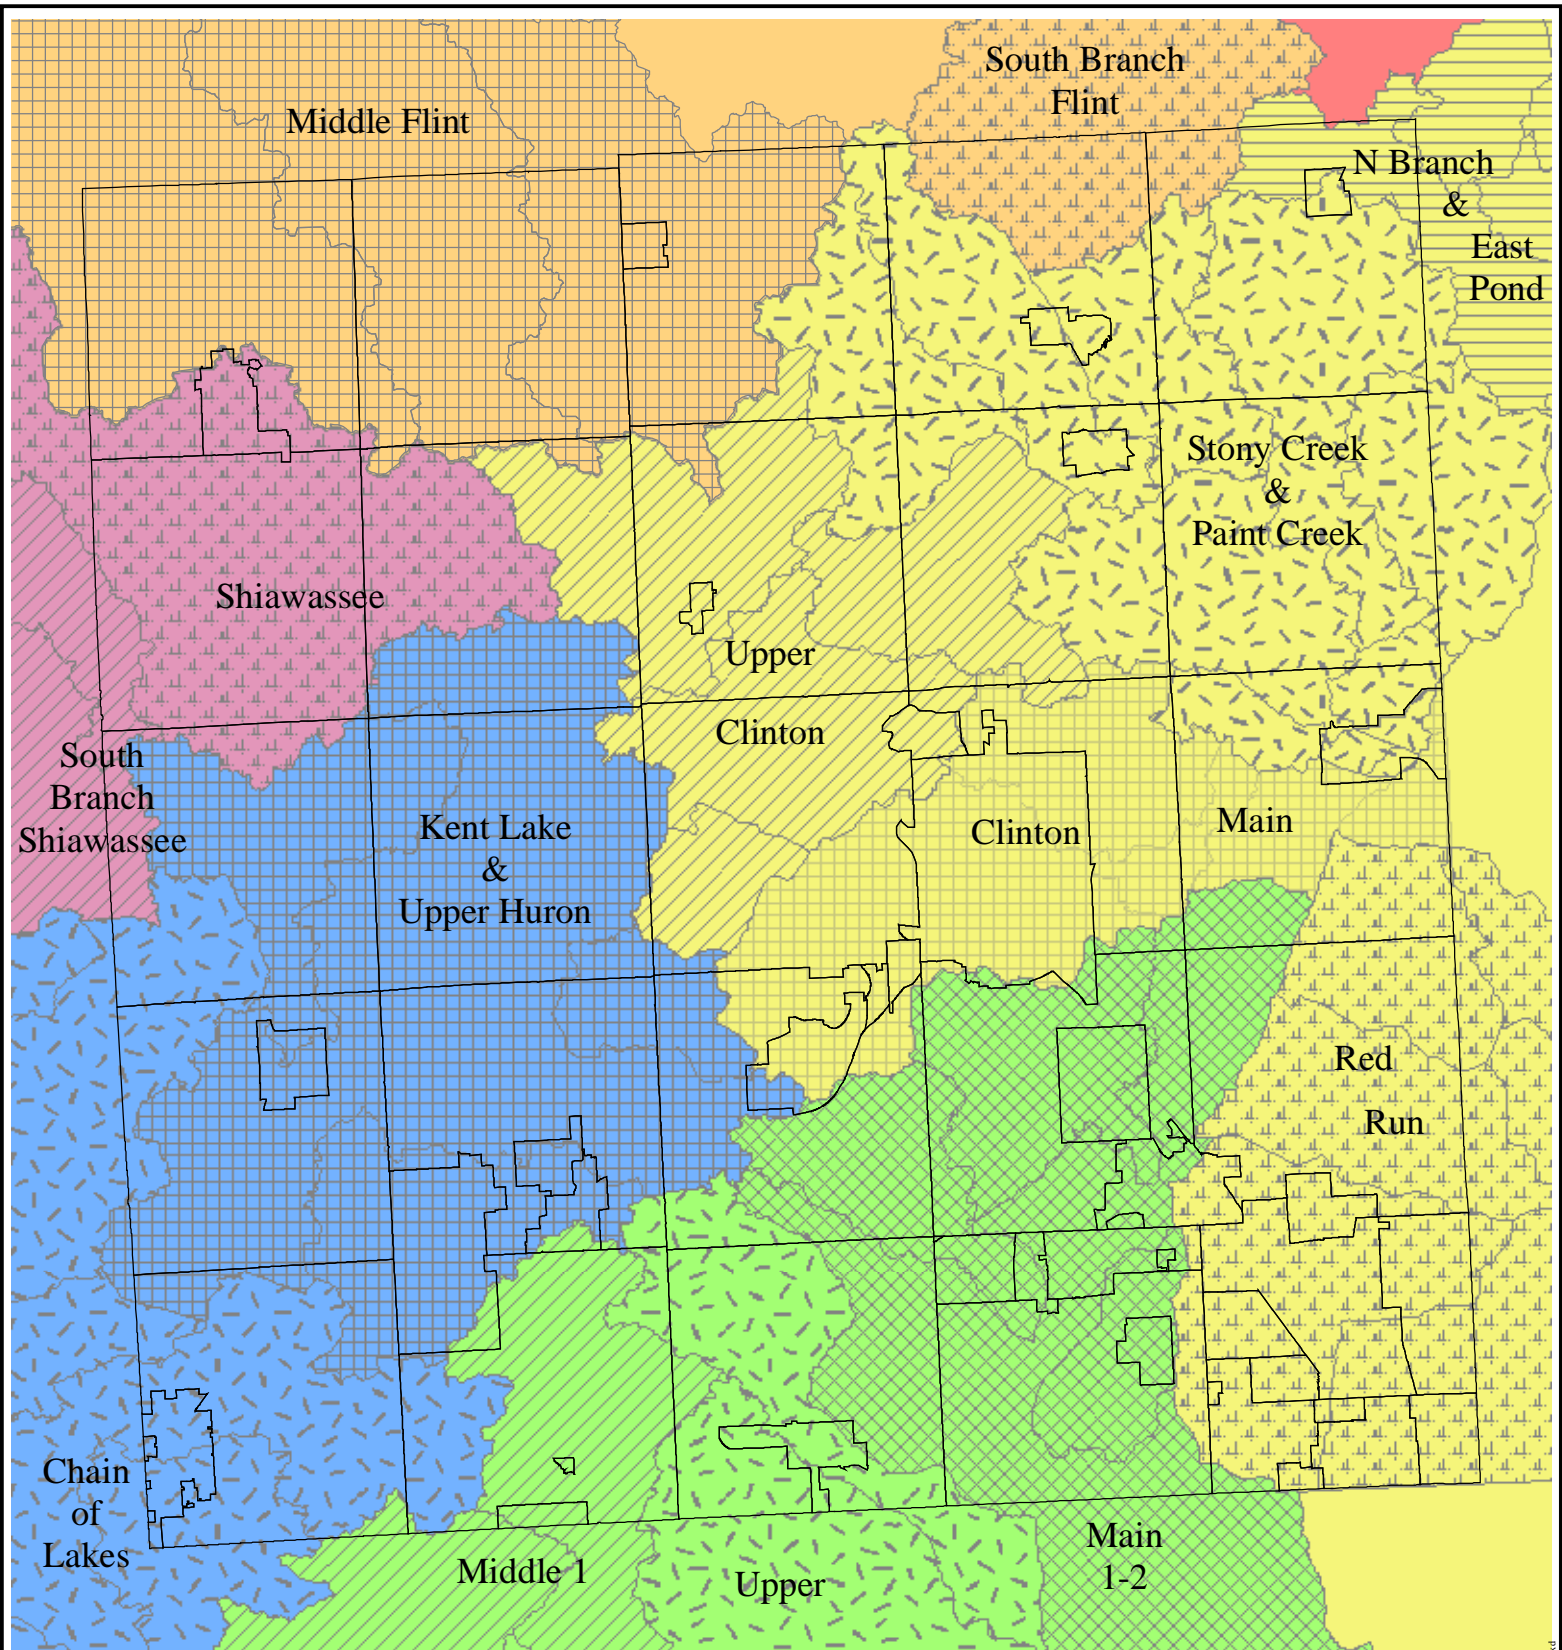 South Branch
Flint
Middle Flint
N Branch
&
East
Pond
Stony Creek
&
Paint Creek
Shiawassee
Upper
Clinton
South
Branch
Shiawassee
Kent Lake
&
Upper Huron
Clinton
Main
Red
Run
Chain
of
Lakes
Middle 1
Upper
Main
1-2